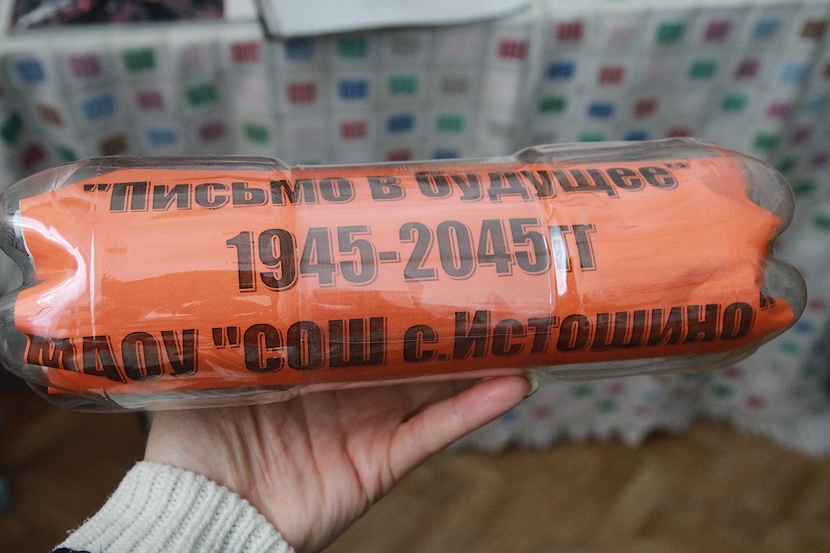 "Письмо в будущее"
1945-2045гг
МАОУ "СОШ с.Истошино"